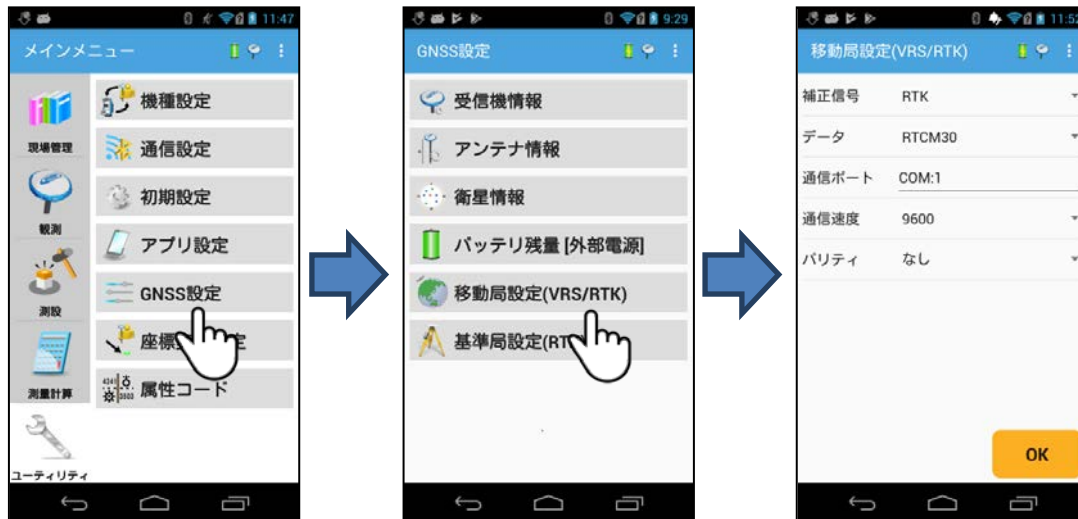 11:47
メインメニュー
現場管理
観測
測設
測量計算
ユーティリティ
機種設定
通信設定
初期設定
アプリ設定
GNSS設定
座標
定
属性コード
9:29
GNSS設定
受信機情報
アンテナ情報
衛星情報
バッテリ残量 [外部電源]
移動局設定(VRS/RTK)
基準局設定(RT
11:52
移動局設定(VRS/RTK)
補正信号 RTK
データ RTCM30
通信ポート COM:1
通信速度 9600
パリティ なし
OK